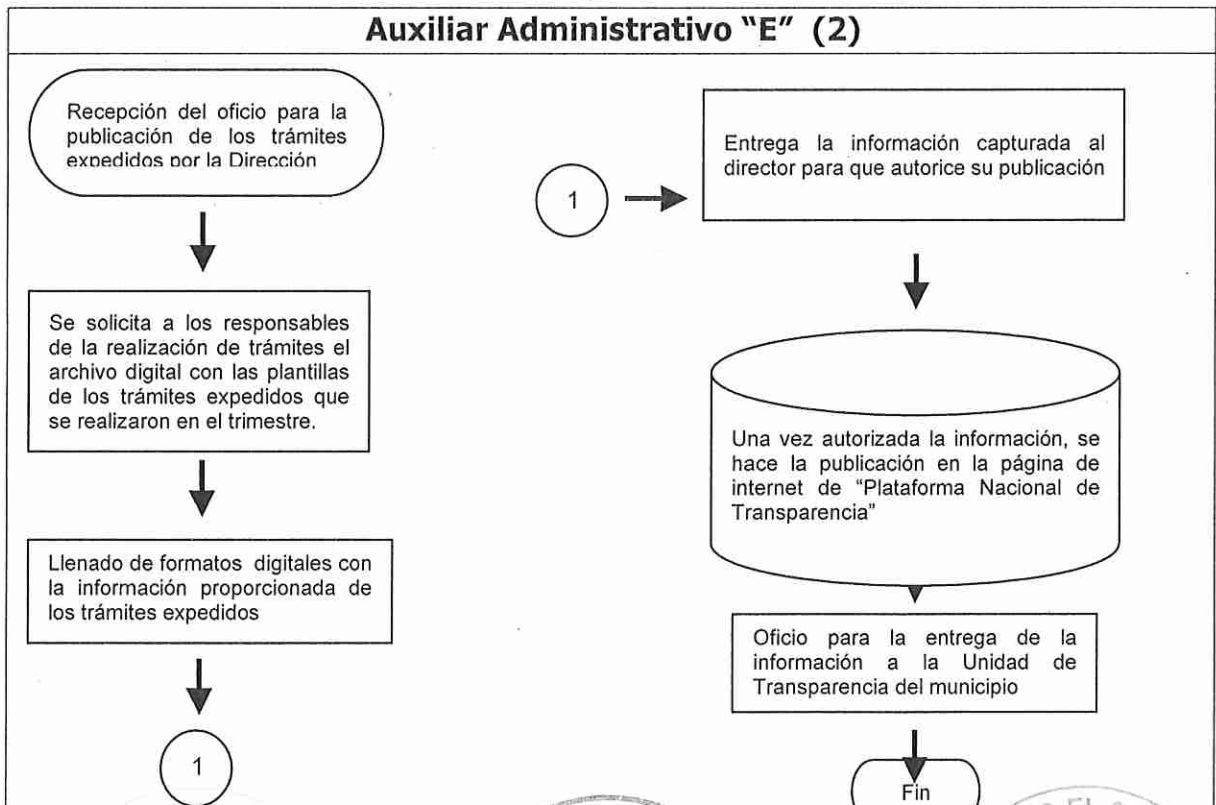 Auxiliar Administrativo “E” (2)
Recepción del oficio para la
publicación de los trámites
expedidos por la Dirección
Se solicita a los responsables
de la realización de trámites el
archivo digital con las plantillas
de los trámites expedidos que
se realizaron en el trimestre.
Llenado de formatos digitales con
la información proporcionada de
los trámites expedidos
1
1
Entrega la información capturada al
director para que autorice su publicación
Una vez autorizada la información, se
hace la publicación en la página de
internet de “Plataforma Nacional de
Transparencia”
Oficio para la entrega de la
información a la Unidad de
Transparencia del municipio
Fin